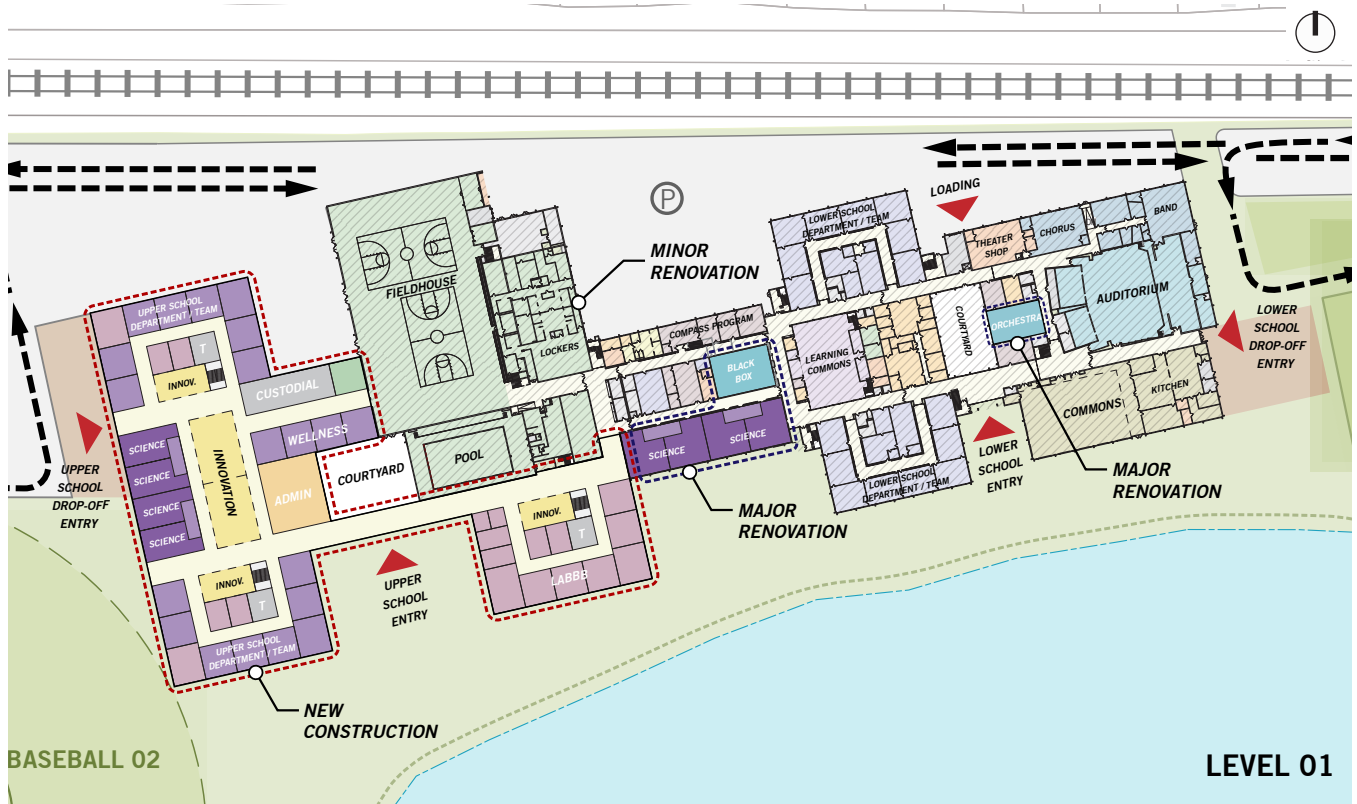 LOADING
LOWER SCHOOL
DEPARTMENT / TEAM
THEATER
SHOP
CHORUS
BAND
P
MINOR
RENOVATION
FIELDHOUSE
LOCKERS
COMPASS PROGRAM
LEARNING
COMMONS
COURTYARD
ORCHESTRA
AUDITORIUM
LOWER
SCHOOL
DROP-OFF
ENTRY
UPPER SCHOOL
DEPARTMENT / TEAM
T
INNOV.
CUSTODIAL
WELLNESS
BLACK
BOX
COMMONS
KITCHEN
SCIENCE
SCIENCE
SCIENCE
SCIENCE
INNOVATION
ADMIN
COURTYARD
POOL
SCIENCE
SCIENCE
LOWER SCHOOL
DEPARTMENT / TEAM
LOWER
SCHOOL
ENTRY
MAJOR
RENOVATION
MAJOR
RENOVATION
UPPER
SCHOOL
DROP-OFF
ENTRY
INNOV.
T
LABBB
INNOV.
T
UPPER
SCHOOL
ENTRY
UPPER SCHOOL
DEPARTMENT / TEAM
NEW
CONSTRUCTION
BASEBALL 02
LEVEL 01